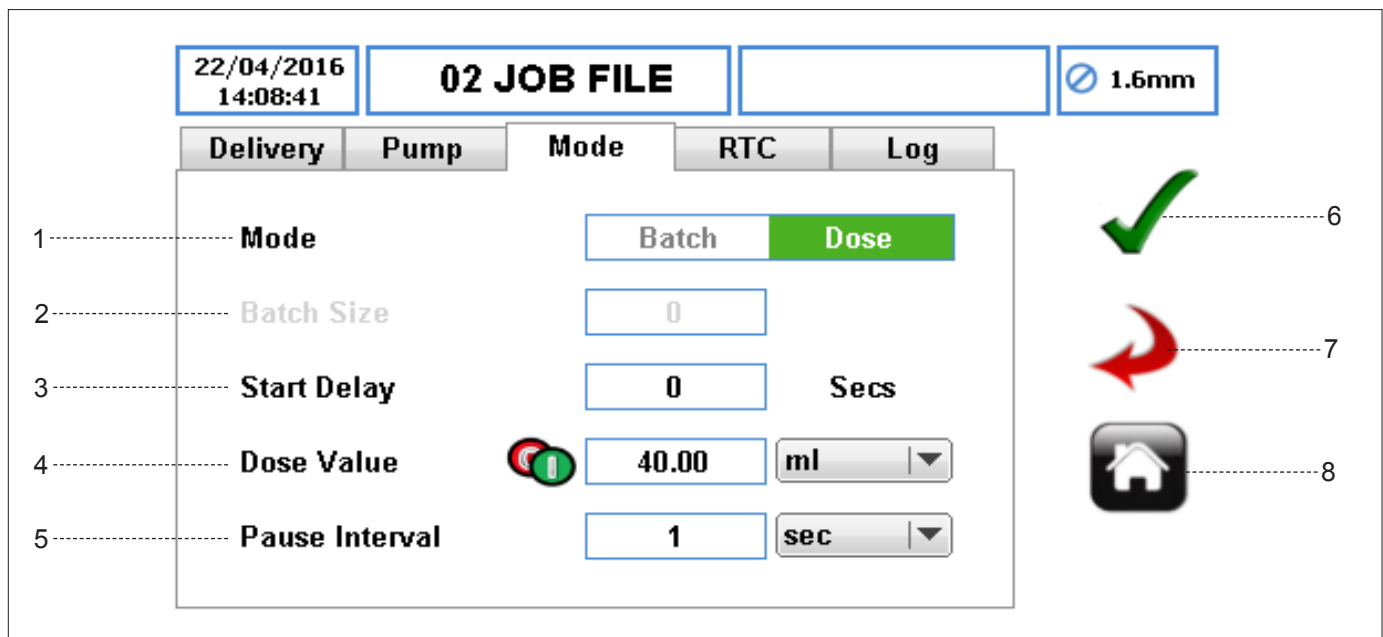 22/04/2016
14:08:41
02 JOB FILE
1.6mm
Delivery Pump Mode RTC Log
1 Mode Batch Dose 6
2 Batch Size 0
3 Start Delay 0 Secs 7
4 Dose Value 40.00 ml 8
5 Pause Interval 1 sec